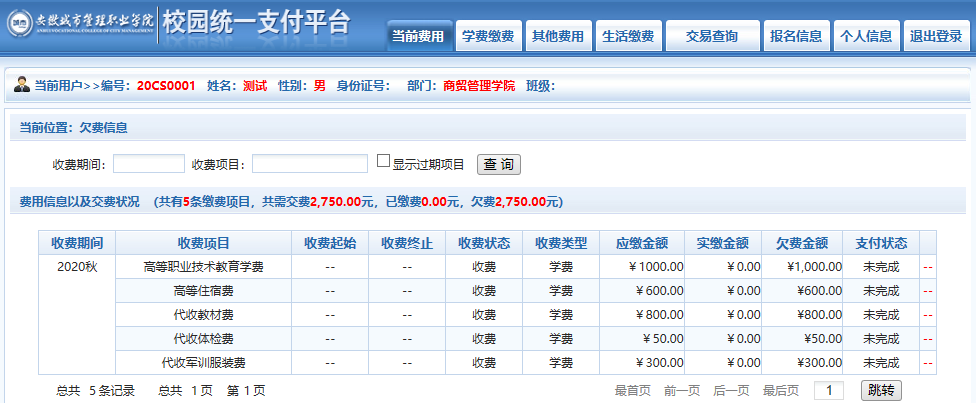 安徽城市管理职业学院 校园统一支付平台
ANHUI VOCATIONAL COLLEGE OF CITY MANAGEMENT
当前费用 学费缴费 其他费用 生活缴费 交易查询 报名信息 个人信息 退出登录
当前用户>>编号：20CS0001 姓名：测试 性别：男 身份证号： 部门：商贸管理学院 班级：
当前位置：欠费信息
收费期间： 收费项目： 显示过期项目 查 询
费用信息以及交费状况 （共有5条缴费项目，共需交费2,750.00元，已缴费0.00元，欠费2,750.00元）
收费期间 收费项目 收费起始 收费终止 收费状态 收费类型 应缴金额 实缴金额 欠费金额 支付状态
2020秋 高等职业技术教育学费 -- -- 收费 学费 ￥1000.00 ￥0.00 ¥1,000.00 未完成 --
高等住宿费 -- -- 收费 学费 ￥600.00 ￥0.00 ¥600.00 未完成 --
代收教材费 -- -- 收费 学费 ￥800.00 ￥0.00 ¥800.00 未完成 --
代收体检费 -- -- 收费 学费 ￥50.00 ￥0.00 ¥50.00 未完成 --
代收军训服装费 -- -- 收费 学费 ￥300.00 ￥0.00 ¥300.00 未完成 --
总共 5 条记录 总共 1 页 第 1 页 最首页 前一页 后一页 最后页 1 跳转